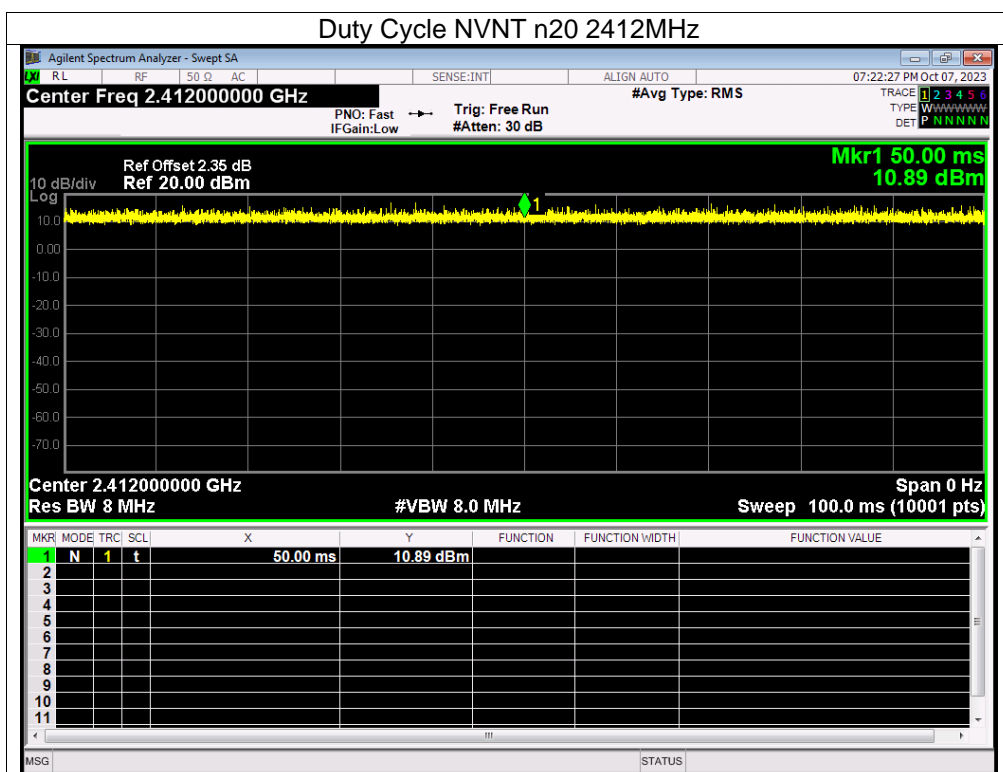 Duty Cycle NVNT n20 2412MHz
Agilent Spectrum Analyzer - Swept SA
LXI RL RF 50 Ω AC SENSE:INT ALIGN AUTO 07:22:27 PM Oct 07, 2023
Center Freq 2.412000000 GHz #Avg Type: RMS TRACE 1 2 3 4 5 6
PNO: Fast Trig: Free Run TYPE WWWWWW
IFGain:Low #Atten: 30 dB DET P N N N N N
Mkr1 50.00 ms
Ref Offset 2.35 dB
10 dB/div Ref 20.00 dBm 10.89 dBm
Log
1
10.0
0.00
-10.0
-20.0
-30.0
-40.0
-50.0
-60.0
-70.0
Center 2.412000000 GHz Span 0 Hz
Res BW 8 MHz #VBW 8.0 MHz Sweep 100.0 ms (10001 pts)
MKR MODE TRC SCL X Y FUNCTION FUNCTION WIDTH FUNCTION VALUE
1 N 1 t 50.00 ms 10.89 dBm
2
3
4
5
6
7
8
9
10
11
MSG STATUS